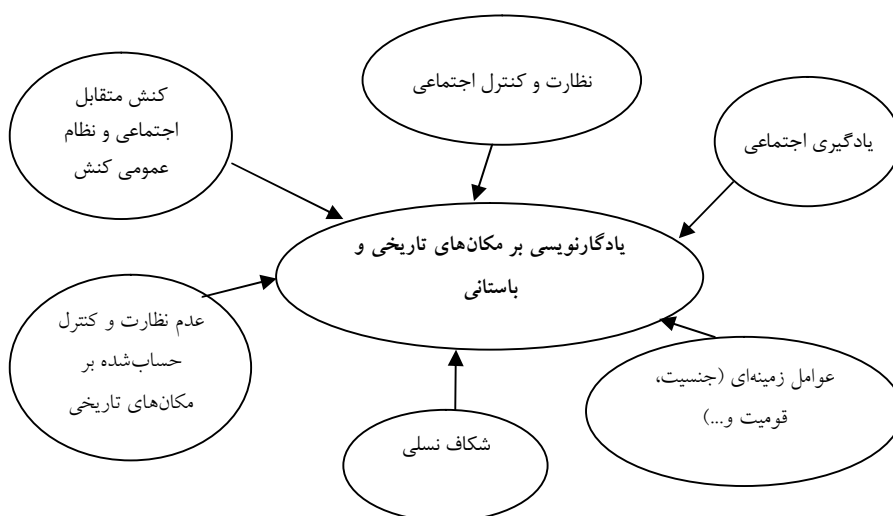 نظارت و کنترل اجتماعی
کنش متقابل
اجتماعی و نظام
عمومی کنش
یادگیری اجتماعی
یادگارنویسی بر مکان‌های تاریخی و
باستانی
عدم نظارت و کنترل
حساب‌شده بر
مکان‌های تاریخی
عوامل زمینه‌ای (جنسیت،
قومیت و...)
شکاف نسلی